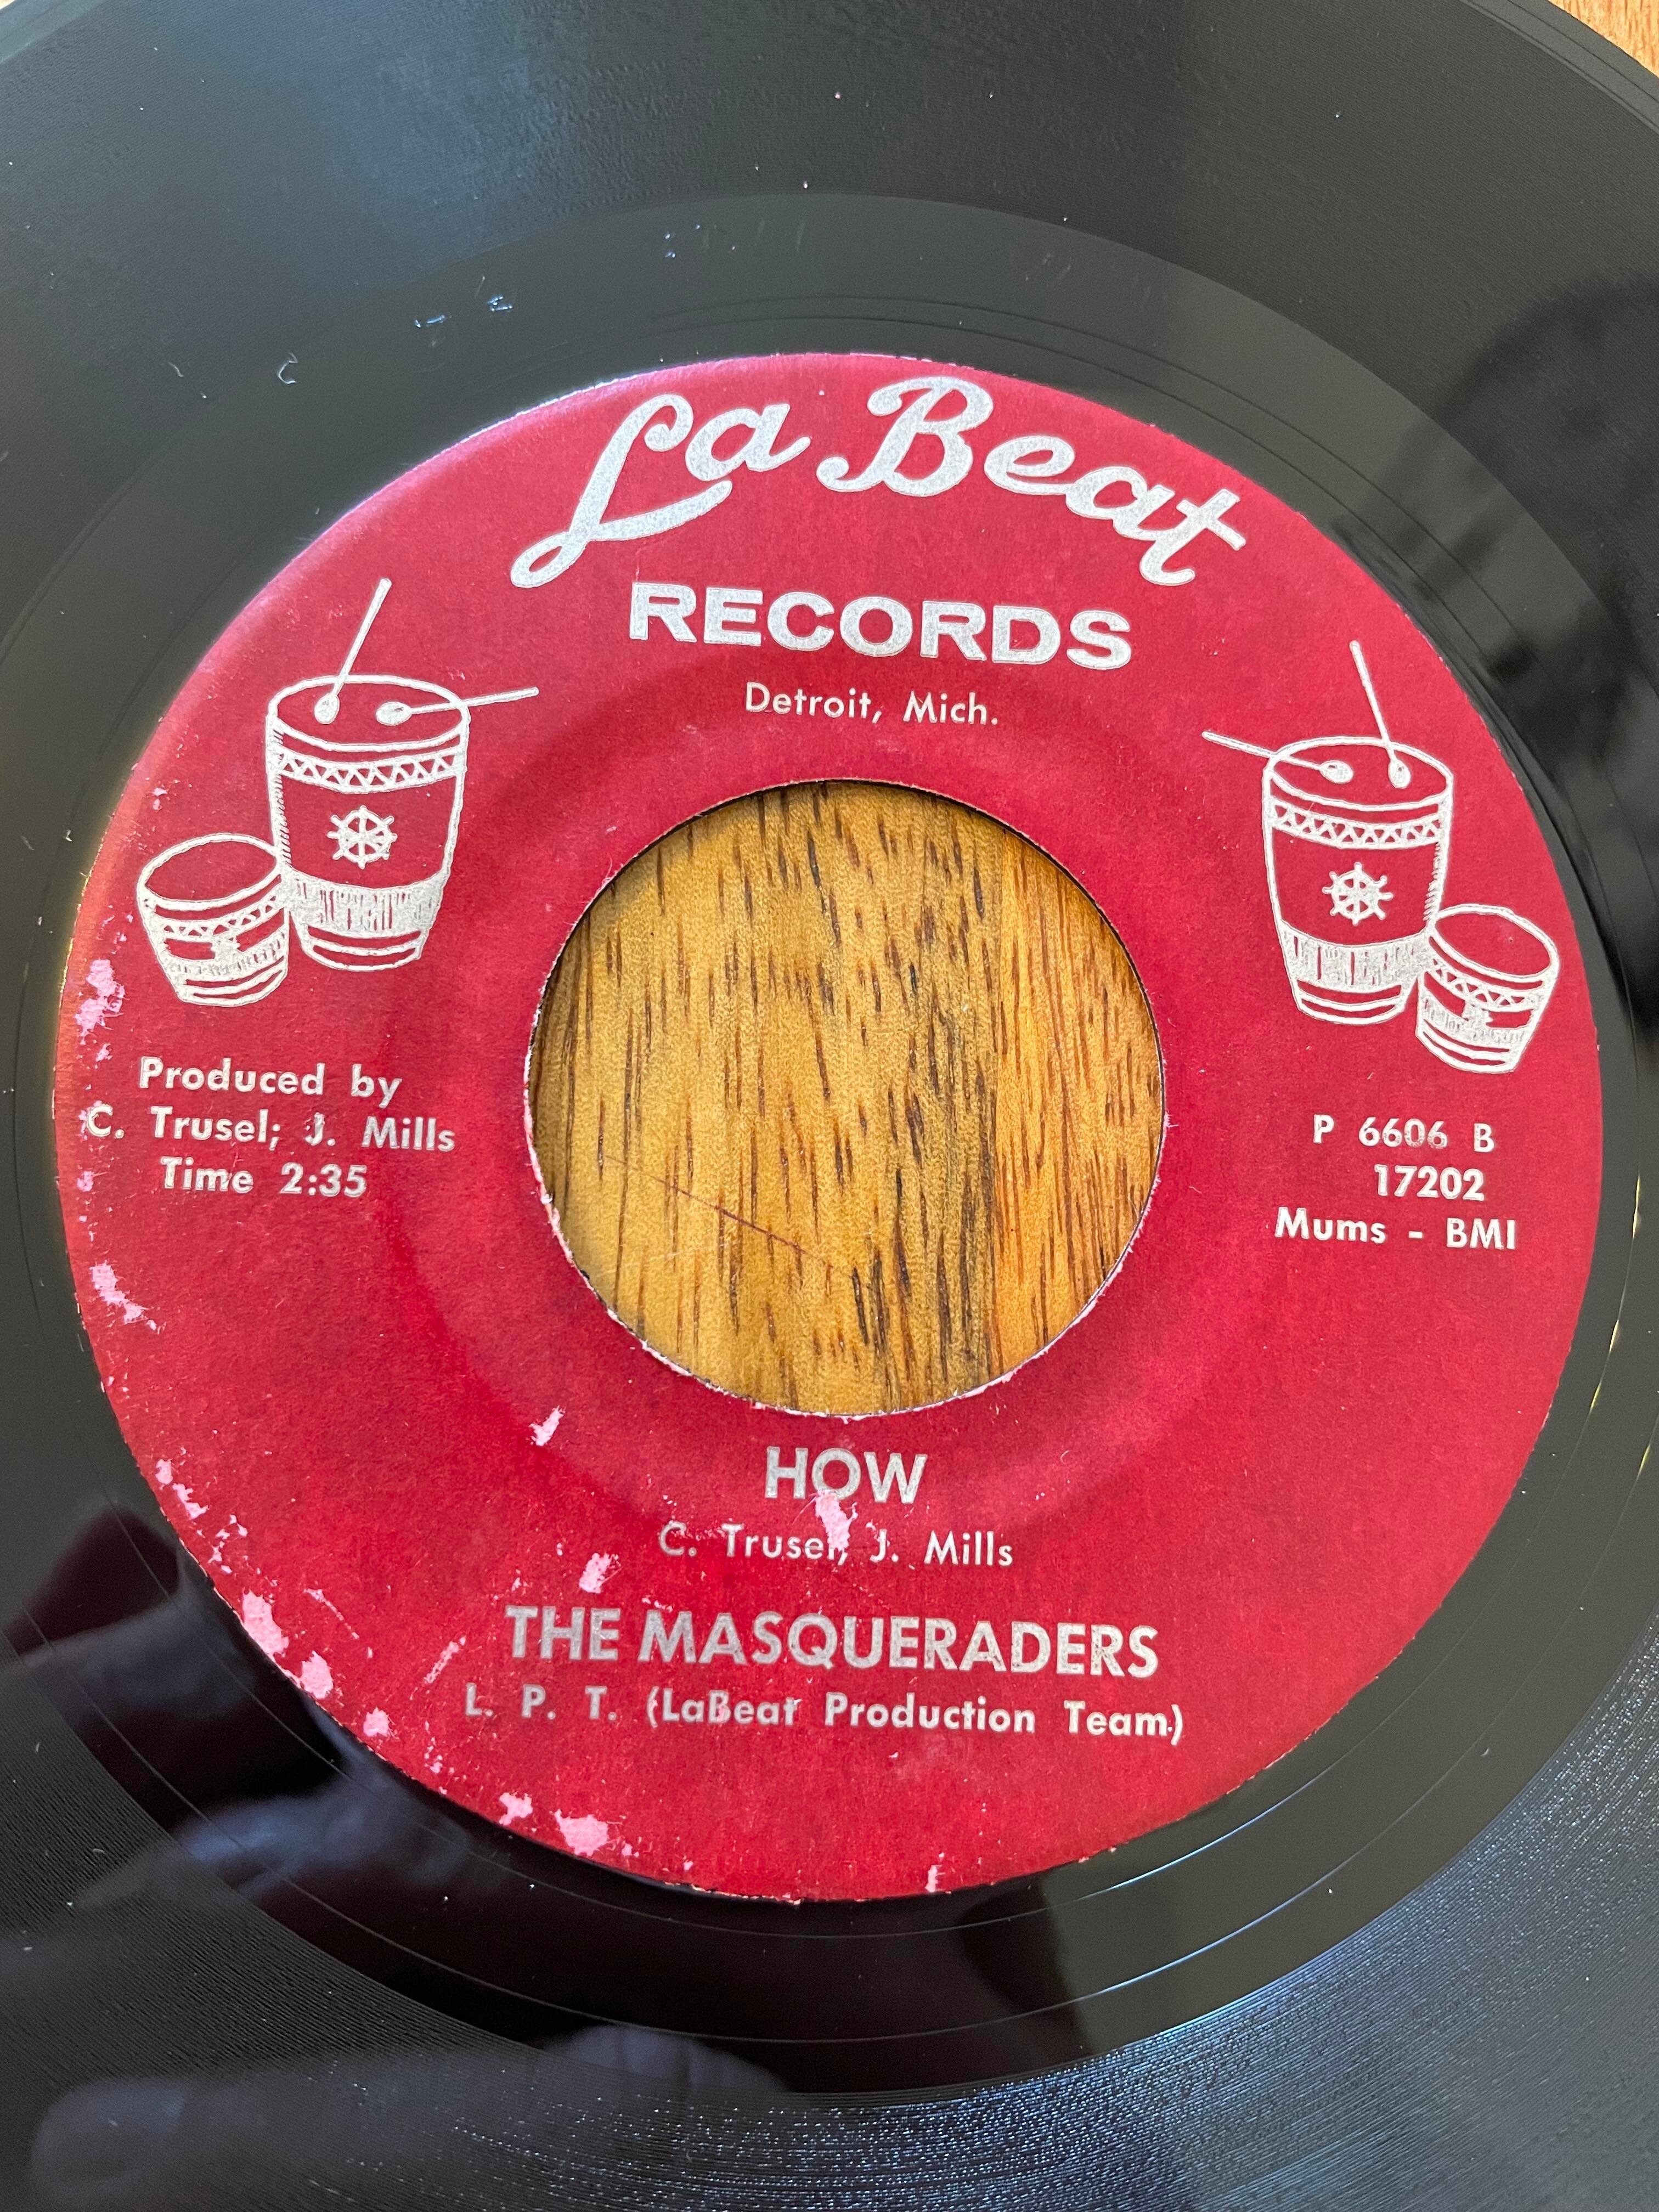 La Beat
RECORDS
Detroit, Mich.
Produced by
C. Trusel; J. Mills
Time 2:35
P 6606 B
17202
Mums - BMI
HOW
C. Trusel, J. Mills
THE MASQUERADERS
L. P. T. (LaBeat Production Team)